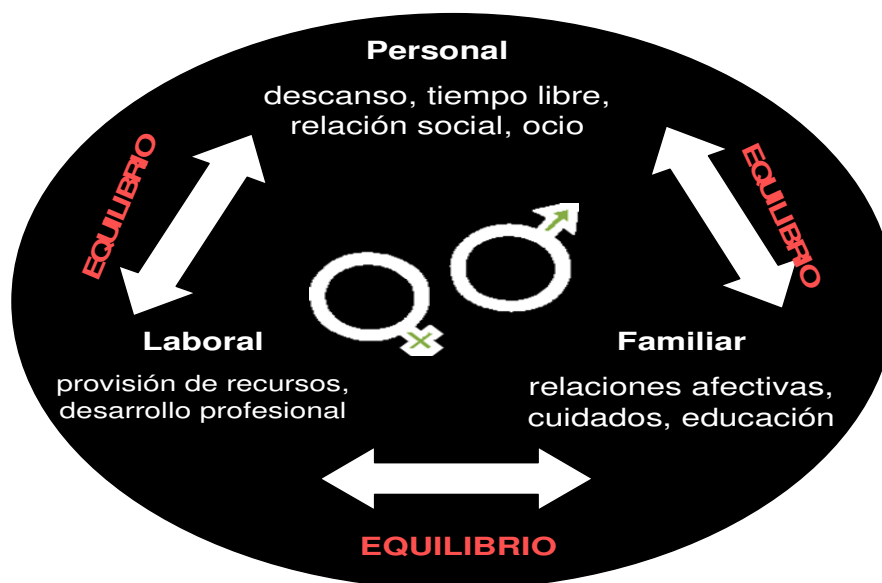 Personal
descanso, tiempo libre,
relación social, ocio
EQUILIBRIO
EQUILIBRIO
Laboral
provisión de recursos,
desarrollo profesional
Familiar
relaciones afectivas,
cuidados, educación
EQUILIBRIO